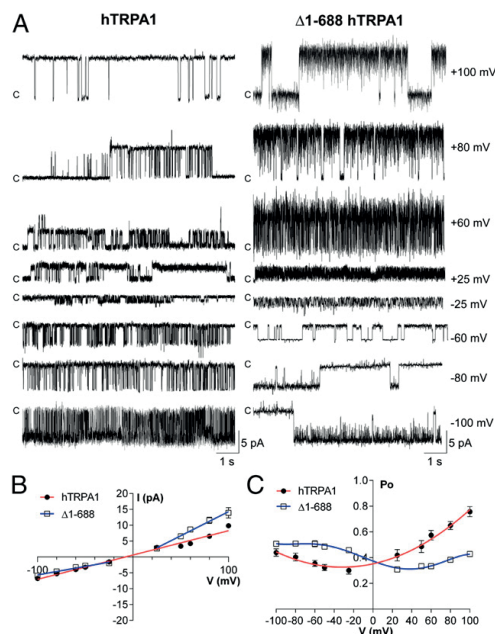 A
hTRPA1
Δ1-688 hTRPA1
C
C
+100 mV
C
C
+80 mV
C
C
+60 mV
C
C
+25 mV
C
C
-25 mV
C
C
-60 mV
C
C
-80 mV
C
C
-100 mV
5 pA
1 s
5 pA
1 s
B
hTRPA1
Δ1-688
I (pA)
20
15
10
5
-100
100
-5
V (mV)
-10
-15
-20
C
hTRPA1
Δ1-688
Po
1.0
0.8
0.6
0.4
0.2
-100 -80 -60 -40 -20 0 20 40 60 80 100
V (mV)